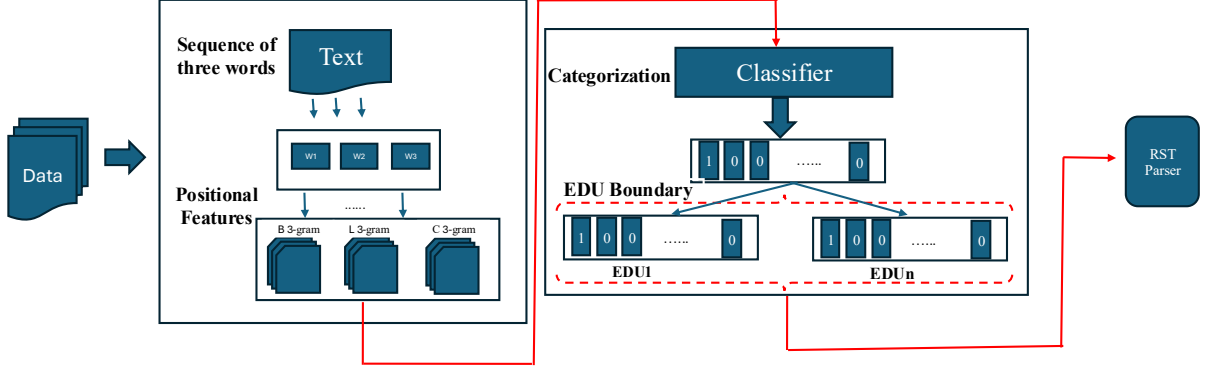 Data
Sequence of
three words
Text
W1 W2 W3
......
Positional
Features
B 3-gram L 3-gram C 3-gram
Categorization
Classifier
1 0 0 ...... 0
EDU Boundary
1 0 0 ...... 0
EDU1
1 0 0 ...... 0
EDUn
RST
Parser